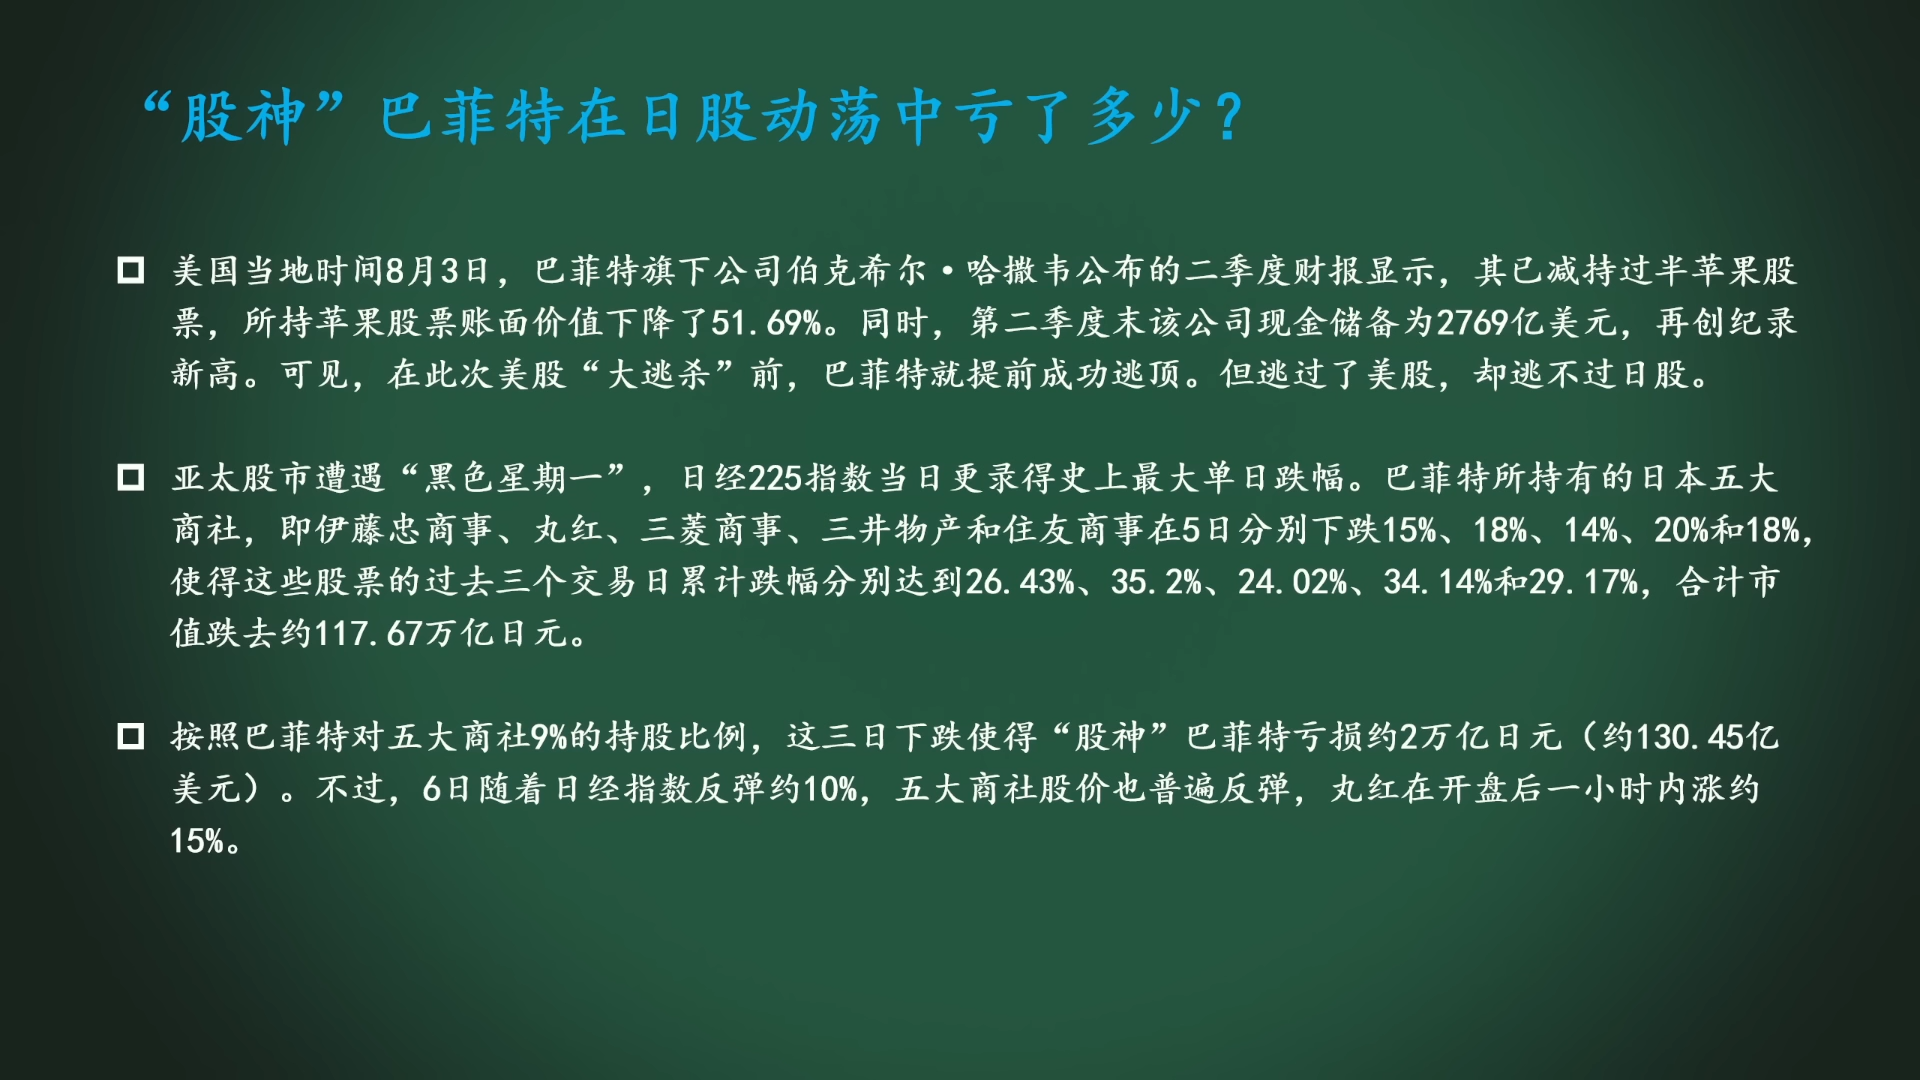 “股神”巴菲特在日股动荡中亏了多少？
美国当地时间8月3日，巴菲特旗下公司伯克希尔·哈撒韦公布的二季度财报显示，其已减持过半苹果股
票，所持苹果股票账面价值下降了51.69%。同时，第二季度末该公司现金储备为2769亿美元，再创纪录
新高。可见，在此次美股“大逃杀”前，巴菲特就提前成功逃顶。但逃过了美股，却逃不过日股。
亚太股市遭遇“黑色星期一”，日经225指数当日更录得史上最大单日跌幅。巴菲特所持有的日本五大
商社，即伊藤忠商事、丸红、三菱商事、三井物产和住友商事在5日分别下跌15%、18%、14%、20%和18%，
使得这些股票的过去三个交易日累计跌幅分别达到26.43%、35.2%、24.02%、34.14%和29.17%，合计市
值跌去约117.67万亿日元。
按照巴菲特对五大商社9%的持股比例，这三日下跌使得“股神”巴菲特亏损约2万亿日元（约130.45亿
美元）。不过，6日随着日经指数反弹约10%，五大商社股价也普遍反弹，丸红在开盘后一小时内涨约
15%。